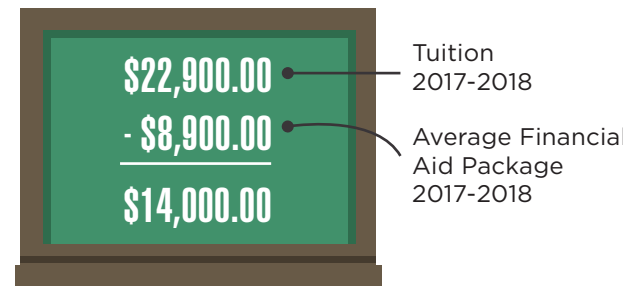 $22,900.00
- $8,900.00
$14,000.00
Tuition
2017-2018
Average Financial
Aid Package
2017-2018